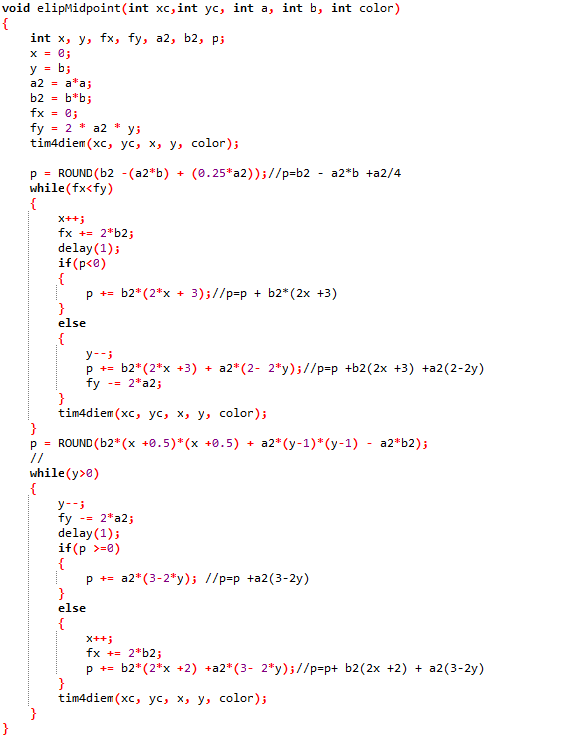 void elipMidpoint(int xc,int yc, int a, int b, int color)
{
    int x, y, fx, fy, a2, b2, p;
    x = 0;
    y = b;
    a2 = a*a;
    b2 = b*b;
    fx = 0;
    fy = 2 * a2 * y;
    tim4diem(xc, yc, x, y, color);

    p = ROUND(b2 -(a2*b) + (0.25*a2));//p=b2 - a2*b +a2/4
    while(fx<fy)
    {
        x++;
        fx += 2*b2;
        delay(1);
        if(p<0)
        {
            p += b2*(2*x + 3);//p=p + b2*(2x +3)
        }
        else
        {
            y--;
            p += b2*(2*x +3) + a2*(2- 2*y);//p=p +b2(2x +3) +a2(2-2y)
            fy -= 2*a2;
        }
        tim4diem(xc, yc, x, y, color);
    }
    p = ROUND(b2*(x +0.5)*(x +0.5) + a2*(y-1)*(y-1) - a2*b2);
    //
    while(y>0)
    {
        y--;
        fy -= 2*a2;
        delay(1);
        if(p >=0)
        {
            p += a2*(3-2*y); //p=p +a2(3-2y)
        }
        else
        {
            x++;
            fx += 2*b2;
            p += b2*(2*x +2) +a2*(3- 2*y);//p=p+ b2(2x +2) + a2(3-2y)
        }
        tim4diem(xc, yc, x, y, color);
    }
}